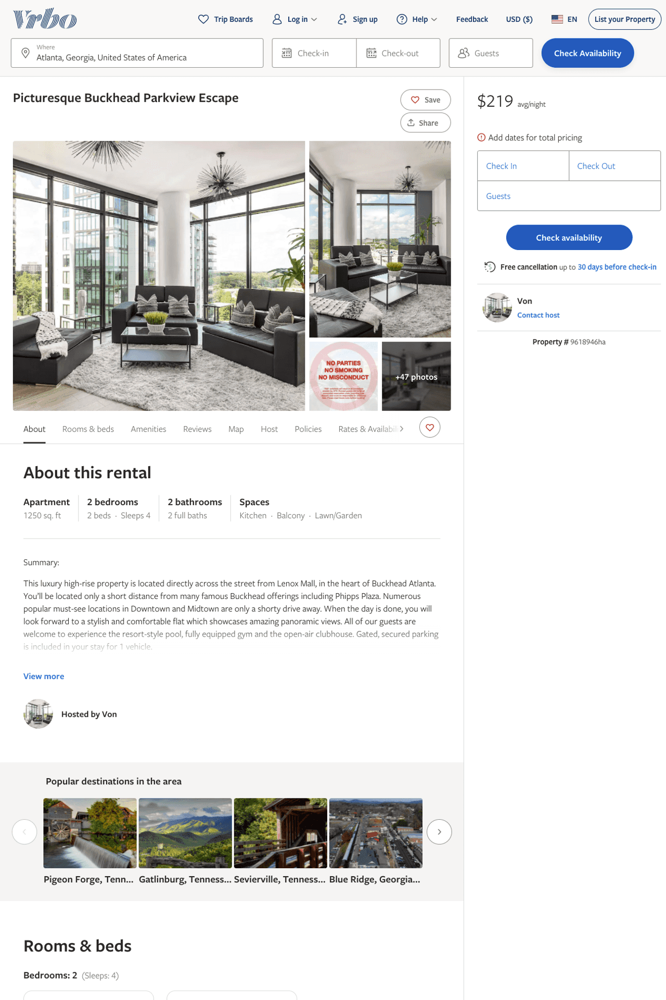 Vrbo
Trip Boards
Log in
Sign up
Help
Feedback
USD ($)
EN
List your Property
Where
Atlanta, Georgia, United States of America
Check-in
Check-out
Guests
Check Availability
Picturesque Buckhead Parkview Escape
Save
Share
$219 avg/night
Add dates for total pricing
Check In
Check Out
Guests
Check availability
Free cancellation up to 30 days before check-in
Von
Contact host
Property # 9618946ha
NO PARTIES
NO SMOKING
NO MISCONDUCT
+47 photos
About
Rooms & beds
Amenities
Reviews
Map
Host
Policies
Rates & Availabili
About this rental
Apartment
1250 sq. ft
2 bedrooms
2 beds · Sleeps 4
2 bathrooms
2 full baths
Spaces
Kitchen · Balcony · Lawn/Garden
Summary:
This luxury high-rise property is located directly across the street from Lenox Mall, in the heart of Buckhead Atlanta.
You'll be located only a short distance from many famous Buckhead offerings including Phipps Plaza. Numerous
popular must-see locations in Downtown and Midtown are only a shorty drive away. When the day is done, you will
look forward to a stylish and comfortable flat which showcases amazing panoramic views. All of our guests are
welcome to experience the resort-style pool, fully equipped gym and the open-air clubhouse. Gated, secured parking
is included in your stay for 1 vehicle.
View more
Hosted by Von
Popular destinations in the area
Pigeon Forge, Tenn...
Gatlinburg, Tenness...
Sevierville, Tenness...
Blue Ridge, Georgia...
Rooms & beds
Bedrooms: 2 (Sleeps: 4)